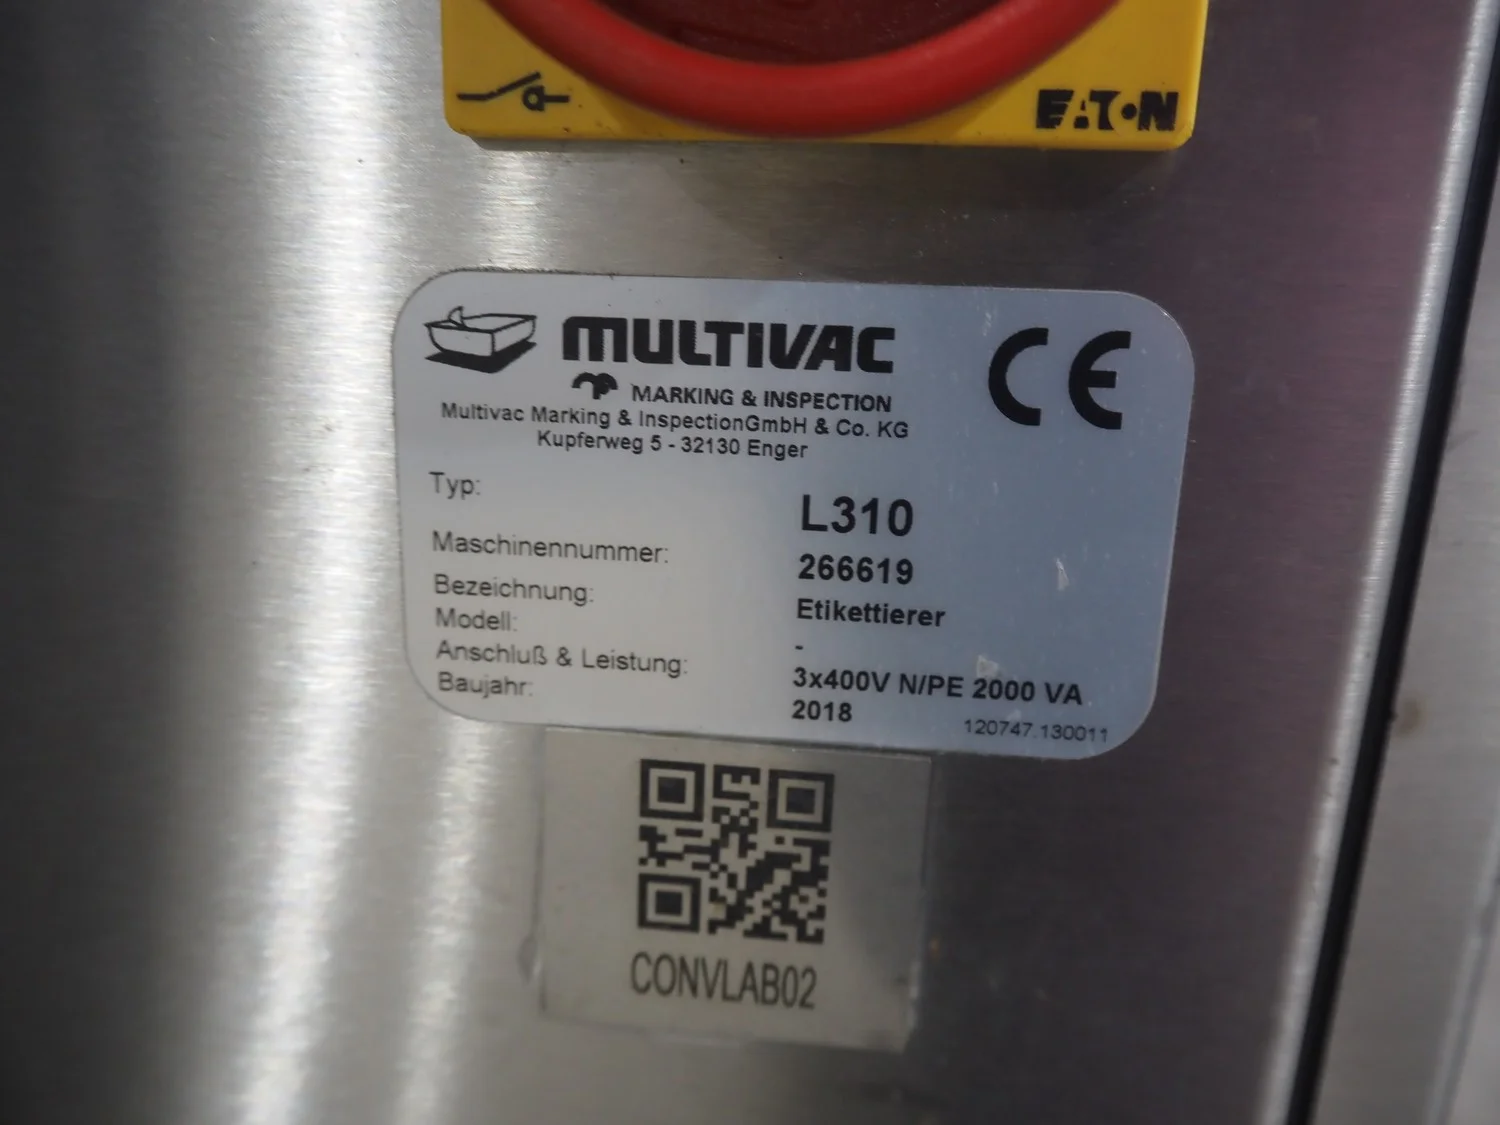 EATON
MULTIVAC
MARKING & INSPECTION
CE
Multivac Marking & InspectionGmbH & Co. KG
Kupferweg 5 - 32130 Enger
Typ: L310
Maschinennummer: 266619
Bezeichnung: Etikettierer
Modell: -
Anschluß & Leistung: 3x400V N/PE 2000 VA
Baujahr: 2018
120747.130011
CONVLAB02